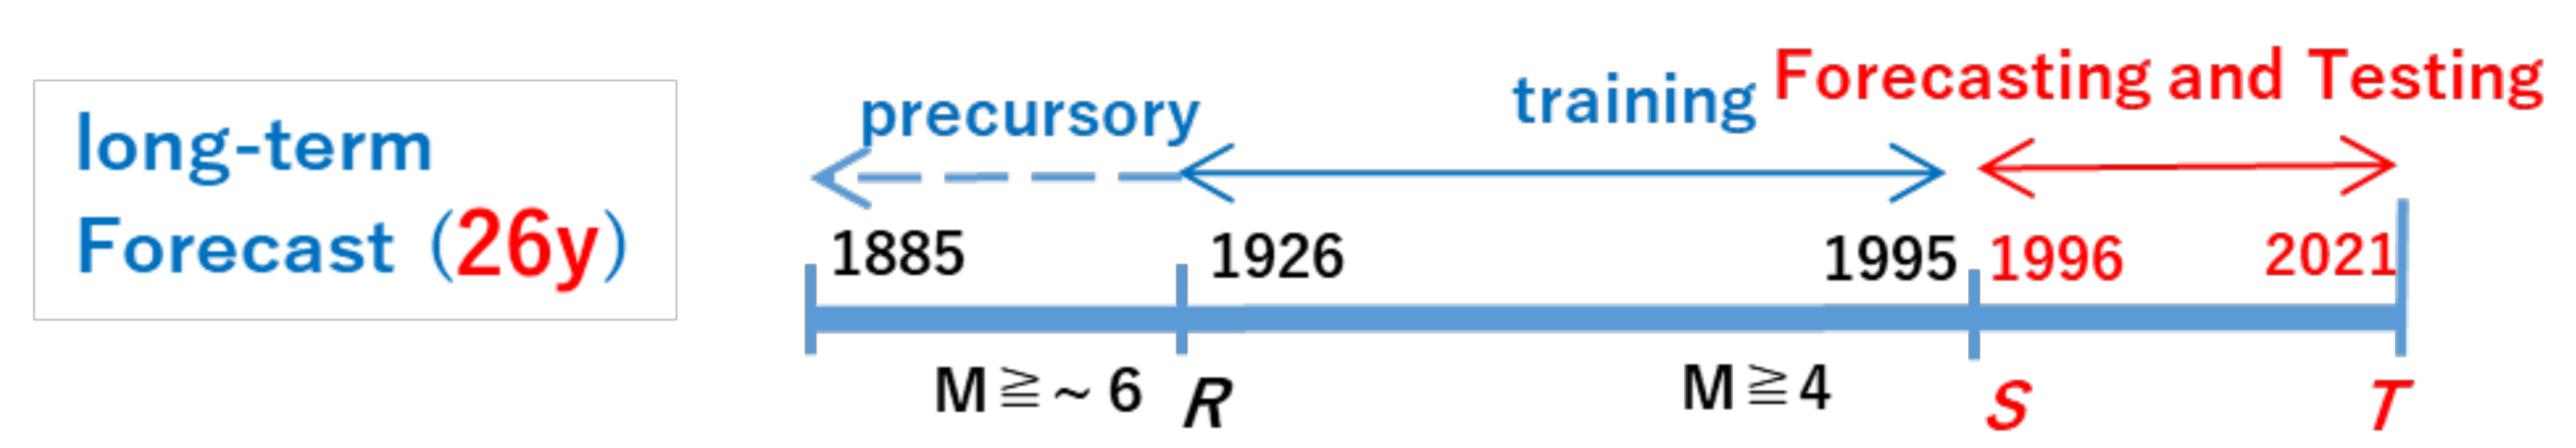 long-term
Forecast (26y)
precursory
training
Forecasting and Testing
1885
1926
1995
1996
2021
M≧~ 6
R
M≧4
S
T